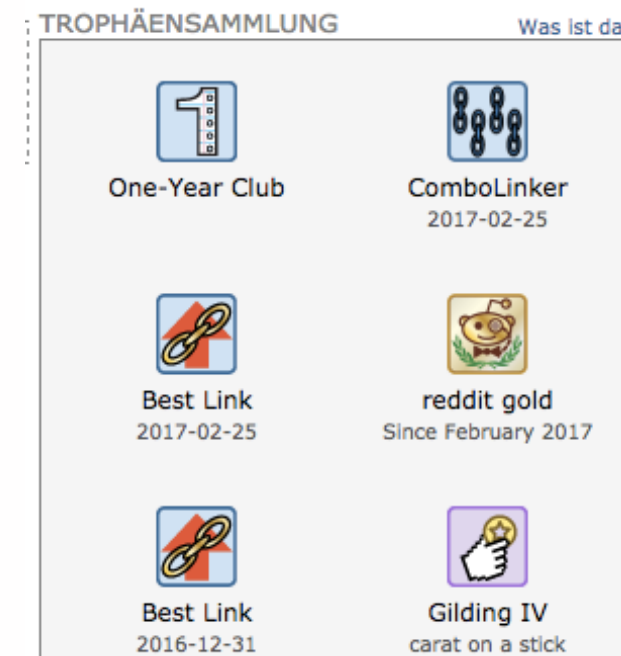 TROPHÄENSAMMLUNG Was ist da
One-Year Club ComboLinker
2017-02-25
Best Link reddit gold
2017-02-25 Since February 2017
Best Link Gilding IV
2016-12-31 carat on a stick